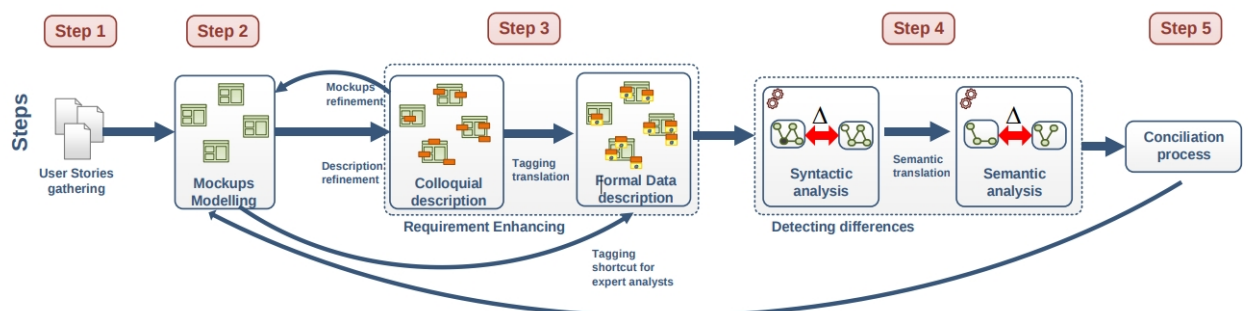 Step 1
Step 2
Step 3
Step 4
Step 5
Steps
User Stories
gathering
Mockups
Modelling
Mockups
refinement
Description
refinement
Colloquial
description
Tagging
translation
Formal Data
description
Requirement Enhancing
Tagging
shortcut for
expert analysts
Δ
Syntactic
analysis
Semantic
translation
Δ
Semantic
analysis
Detecting differences
Conciliation
process